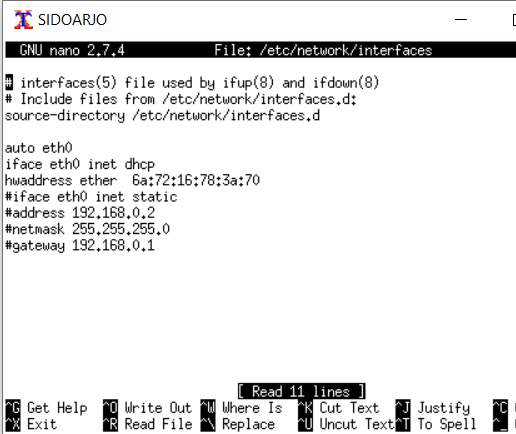 SIDOARJO
GNU nano 2.7.4 File: /etc/network/interfaces
# interfaces(5) file used by ifup(8) and ifdown(8)
# Include files from /etc/network/interfaces.d:
source-directory /etc/network/interfaces.d
auto eth0
iface eth0 inet dhcp
hwaddress ether 6a:72:16:78:3a:70
#iface eth0 inet static
#address 192.168.0.2
#netmask 255.255.255.0
#gateway 192.168.0.1
[ Read 11 lines ]
^G Get Help ^O Write Out ^W Where Is ^K Cut Text ^J Justify ^C
^X Exit ^R Read File ^\ Replace ^U Uncut Text ^T To Spell ^_